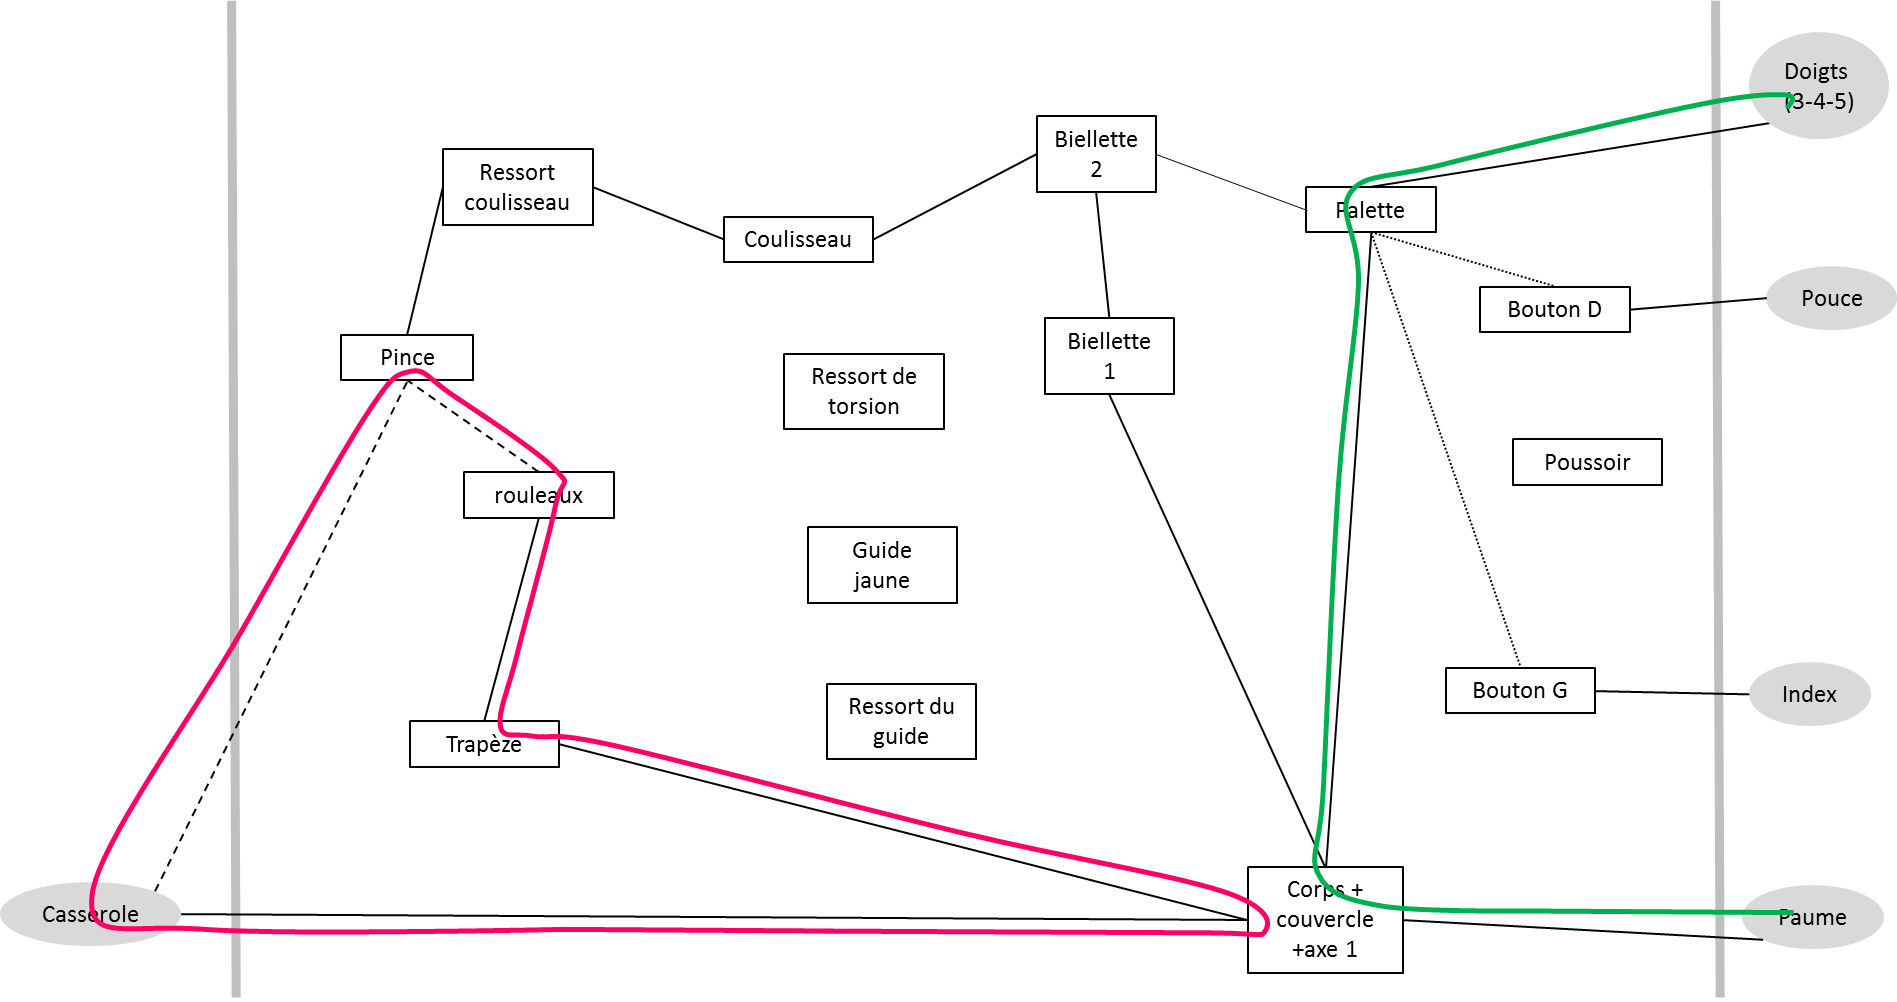 Doigts
(3-4-5)
Biellette
2
Ressort
coulisseau
Palette
Coulisseau
Pouce
Bouton D
Biellette
1
Pince
Ressort de
torsion
Poussoir
rouleaux
Guide
jaune
Bouton G
Index
Ressort du
guide
Trapèze
Casserole
Corps +
couvercle
+axe 1
Paume